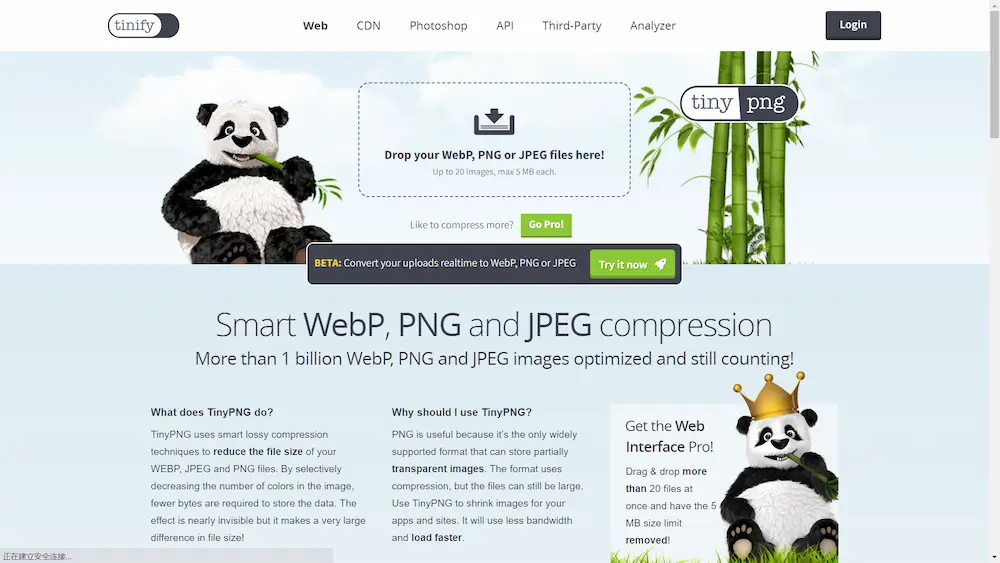 tinify
Web
CDN
Photoshop
API
Third-Party
Analyzer
Login
tiny png
Drop your WebP, PNG or JPEG files here!
Up to 20 images, max 5 MB each.
Like to compress more?
Go Pro!
BETA: Convert your uploads realtime to WebP, PNG or JPEG
Try it now
Smart WebP, PNG and JPEG compression
More than 1 billion WebP, PNG and JPEG images optimized and still counting!
What does TinyPNG do?
TinyPNG uses smart lossy compression
techniques to reduce the file size of your
WEBP, JPEG and PNG files. By selectively
decreasing the number of colors in the image,
fewer bytes are required to store the data. The
effect is nearly invisible but it makes a very large
difference in file size!
Why should I use TinyPNG?
PNG is useful because it's the only widely
supported format that can store partially
transparent images. The format uses
compression, but the files can still be large.
Use TinyPNG to shrink images for your
apps and sites. It will use less bandwidth
and load faster.
Get the Web
Interface Pro!
Drag & drop more
than 20 files at
once and have the 5
MB size limit
removed!
正在建立安全连接...